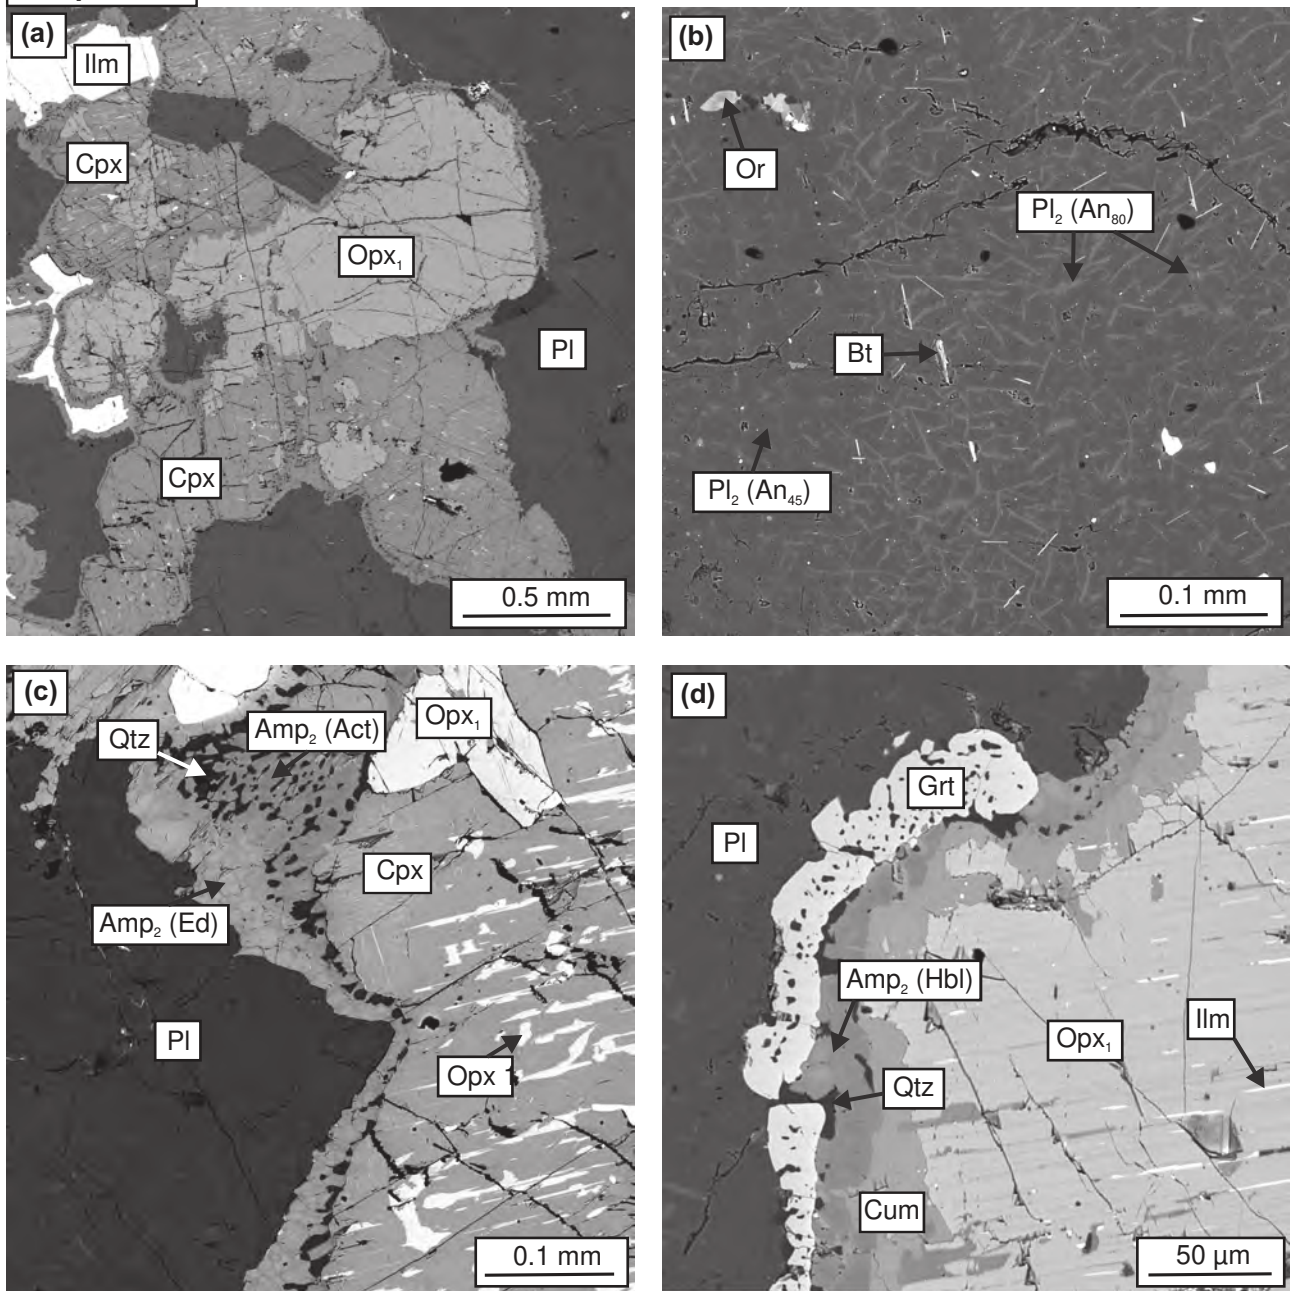 (a)
Ilm
Cpx
Opx₁
Pl
Cpx
0.5 mm
(b)
Or
Pl₂ (An₈₀)
Bt
Pl₂ (An₄₅)
0.1 mm
(c)
Qtz
Amp₂ (Act)
Opx₁
Cpx
Amp₂ (Ed)
Pl
Opx 1
0.1 mm
(d)
Grt
Pl
Amp₂ (Hbl)
Ilm
Opx₁
Qtz
Cum
50 µm